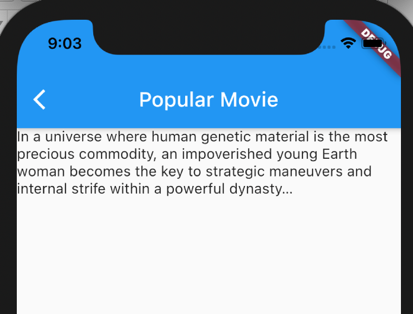 9:03
DEBUG
Popular Movie
In a universe where human genetic material is the most
precious commodity, an impoverished young Earth
woman becomes the key to strategic maneuvers and
internal strife within a powerful dynasty...